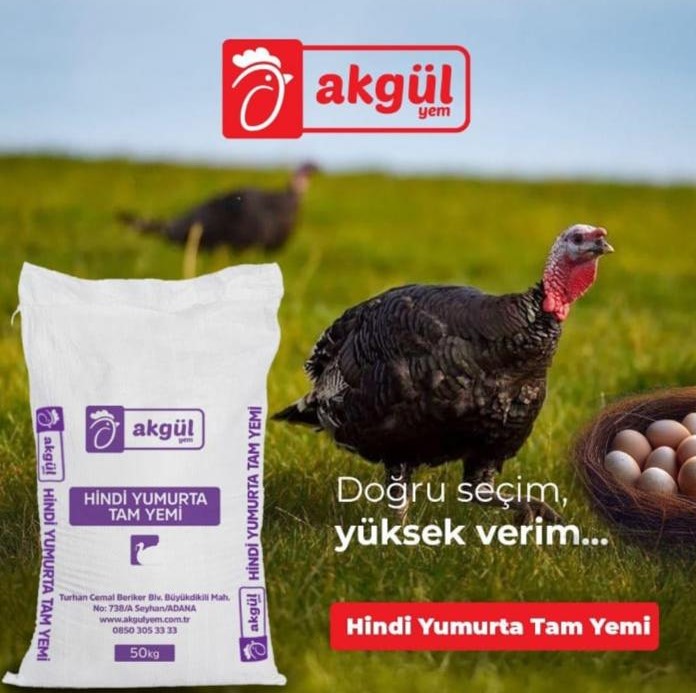 akgül
yem
akgül
yem
akgül
HİNDİ YUMURTA TAM YEMİ
HİNDİ YUMURTA
TAM YEMİ
Turhan Cemal Beriker Blv. Büyükdikili Mah.
No: 738/A Seyhan/ADANA
www.akgulyem.com.tr
0850 305 33 33
50kg
HİNDİ YUMURTA TAM YEMİ
akgül
Doğru seçim,
yüksek verim...
Hindi Yumurta Tam Yemi